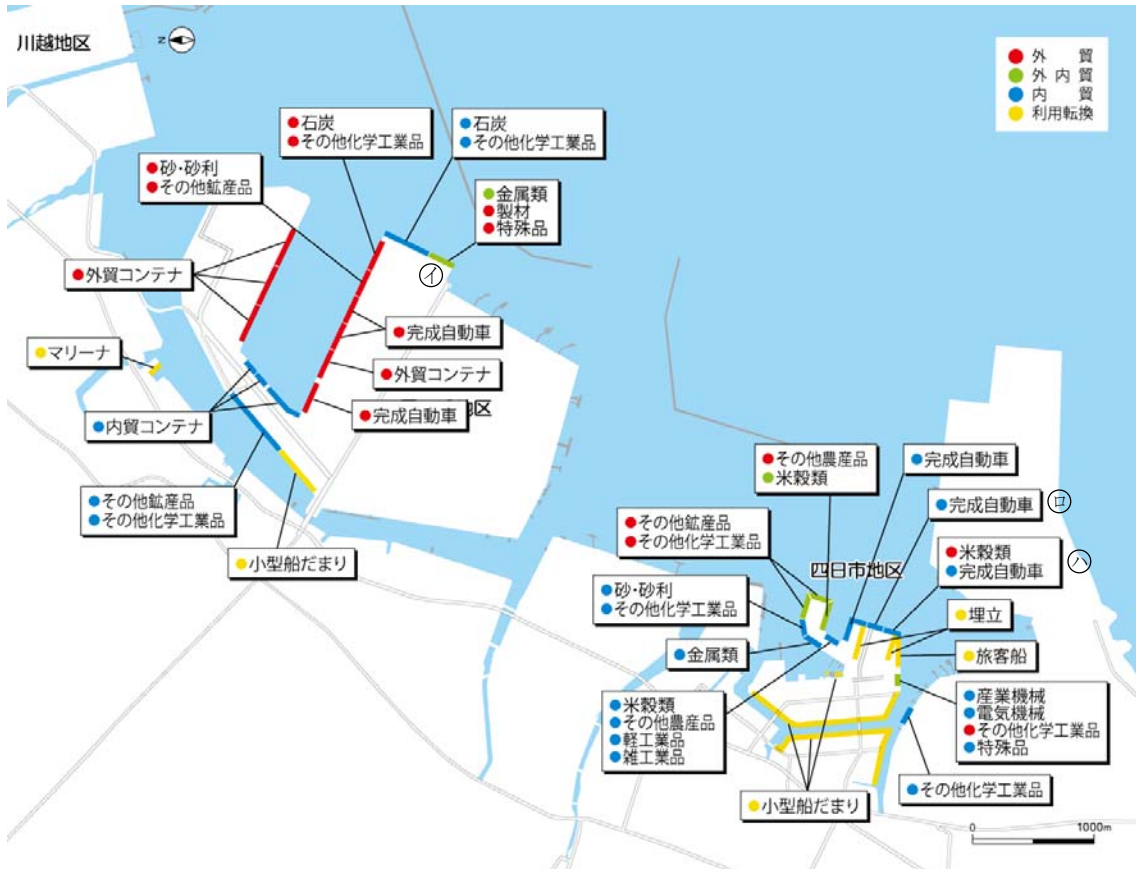 川越地区
N
外貿
外内貿
内貿
利用転換
石炭
その他化学工業品
石炭
その他化学工業品
砂・砂利
その他鉱産品
金属類
製材
特殊品
イ
外貿コンテナ
完成自動車
マリーナ
外貿コンテナ
完成自動車
地区
内貿コンテナ
その他鉱産品
その他化学工業品
小型船だまり
その他農産品
米穀類
完成自動車
完成自動車
ロ
その他鉱産品
その他化学工業品
米穀類
完成自動車
ハ
四日市地区
砂・砂利
その他化学工業品
埋立
金属類
旅客船
米穀類
その他農産品
軽工業品
雑工業品
産業機械
電気機械
その他化学工業品
特殊品
その他化学工業品
小型船だまり
0 1000m